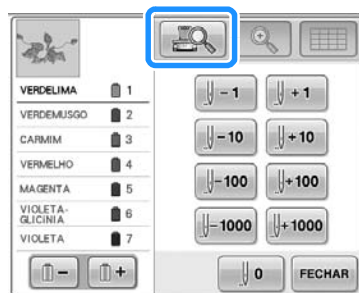 VERDELIMA 1
VERDEMUSGO 2
CARMIM 3
VERMELHO 4
MAGENTA 5
VIOLETA-
GLICINIA 6
VIOLETA 7
- 1 + 1
- 10 + 10
- 100 + 100
- 1000 + 1000
- + 0 FECHAR